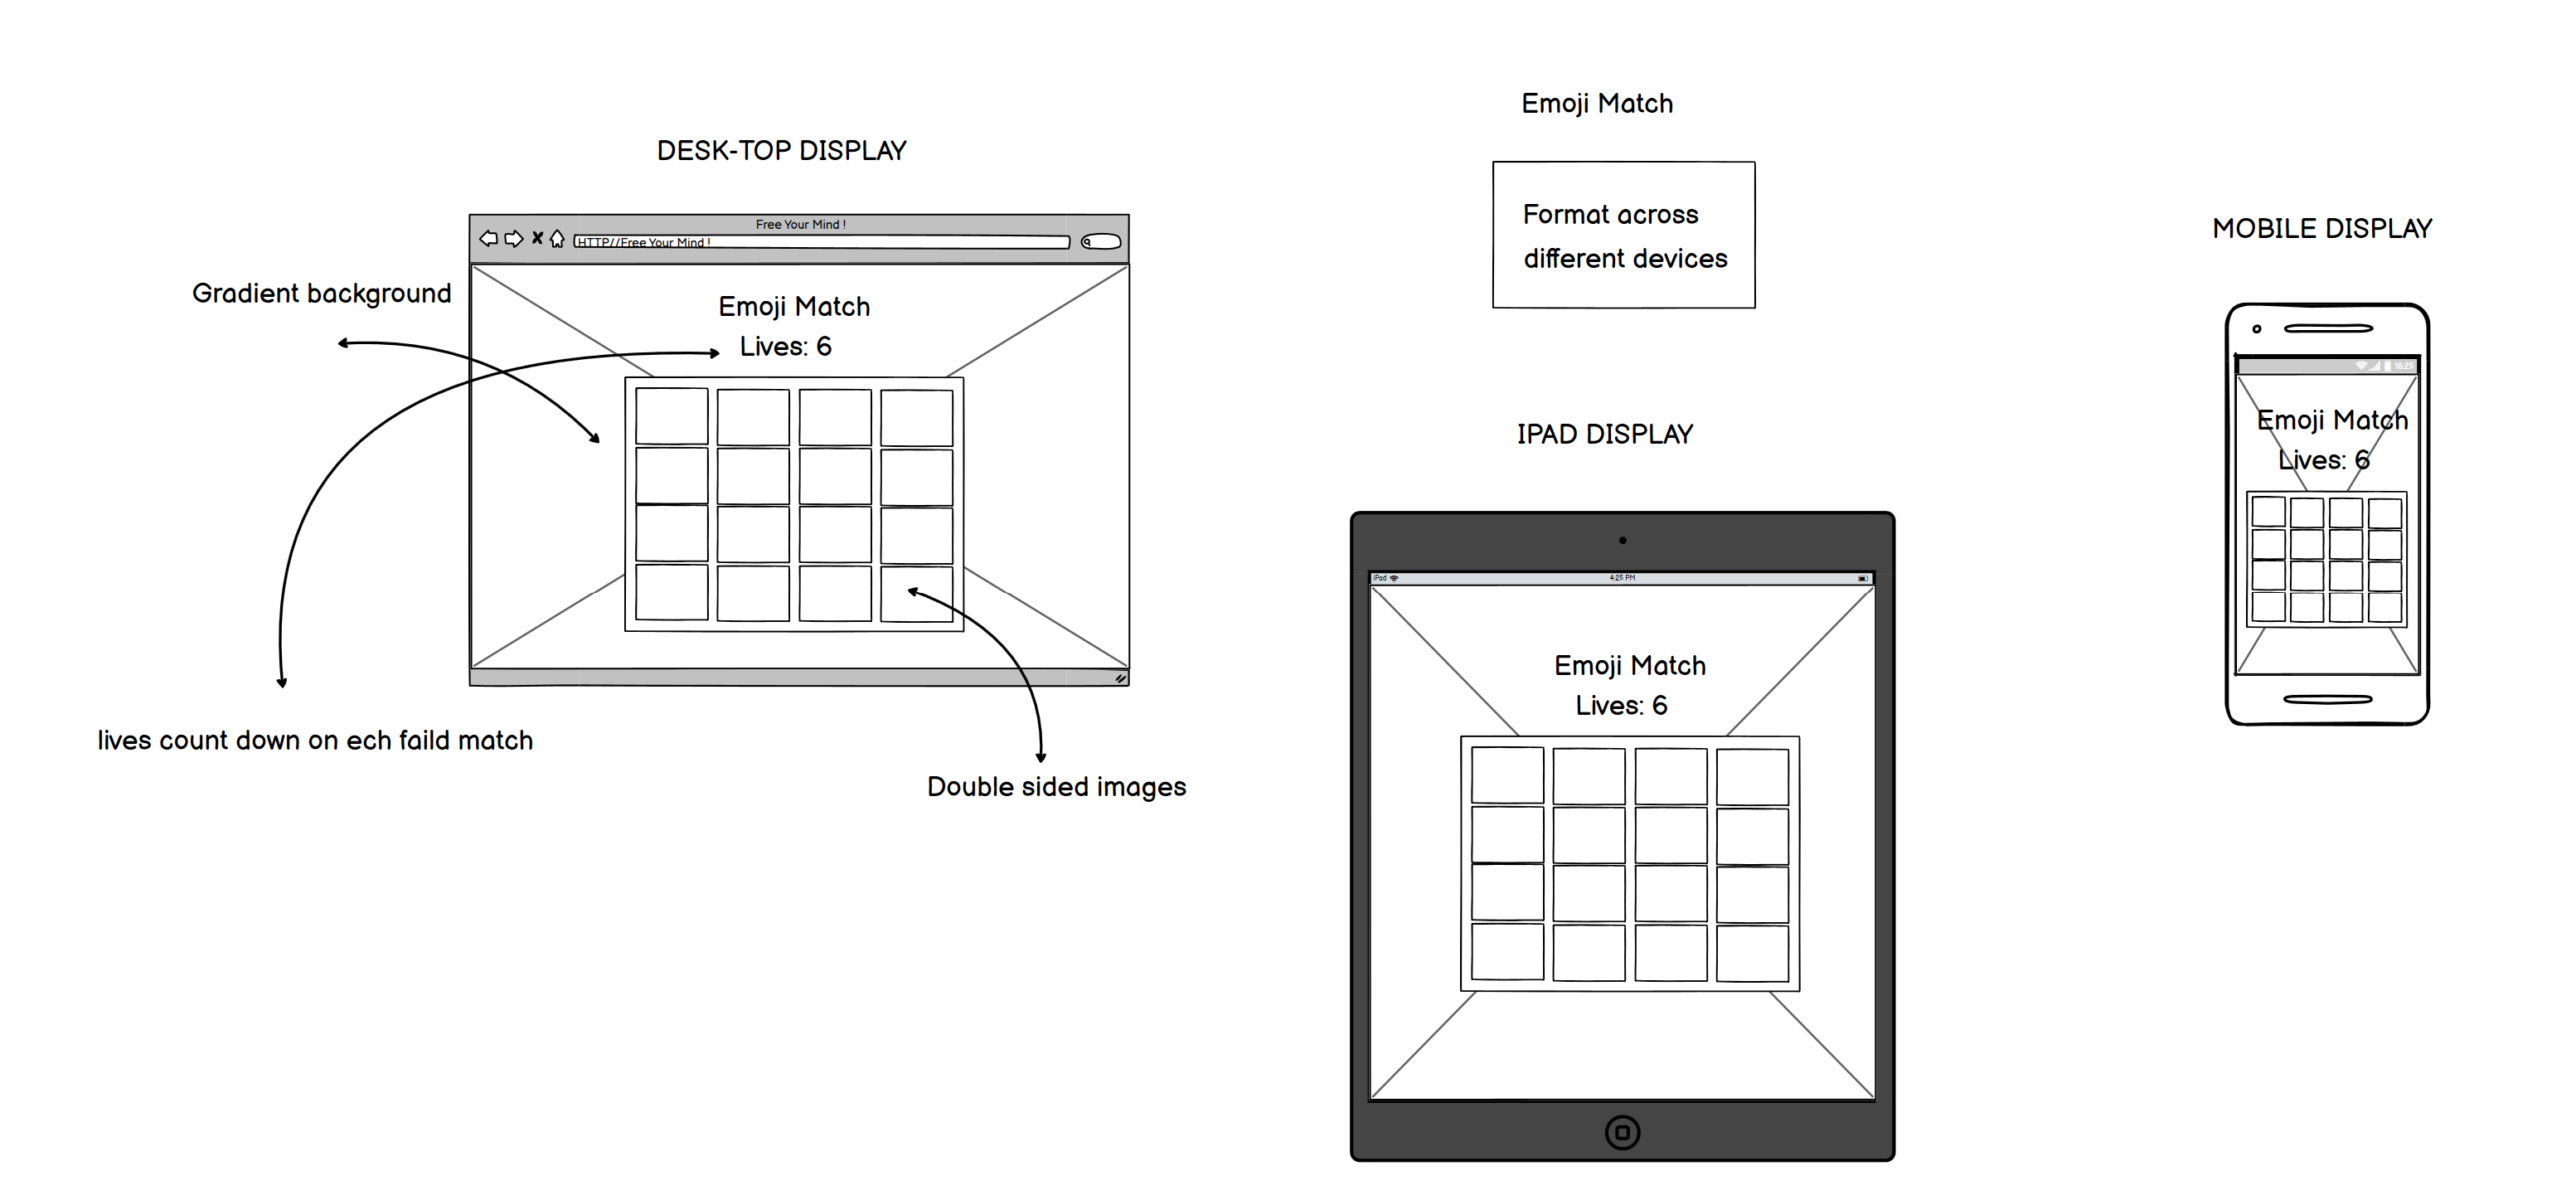 Emoji Match
Format across
different devices
DESK-TOP DISPLAY
Free Your Mind !
HTTP//Free Your Mind !
Gradient background
Emoji Match
Lives: 6
lives count down on ech faild match
Double sided images
IPAD DISPLAY
iPad
4:25 PM
Emoji Match
Lives: 6
MOBILE DISPLAY
16:25
Emoji Match
Lives: 6